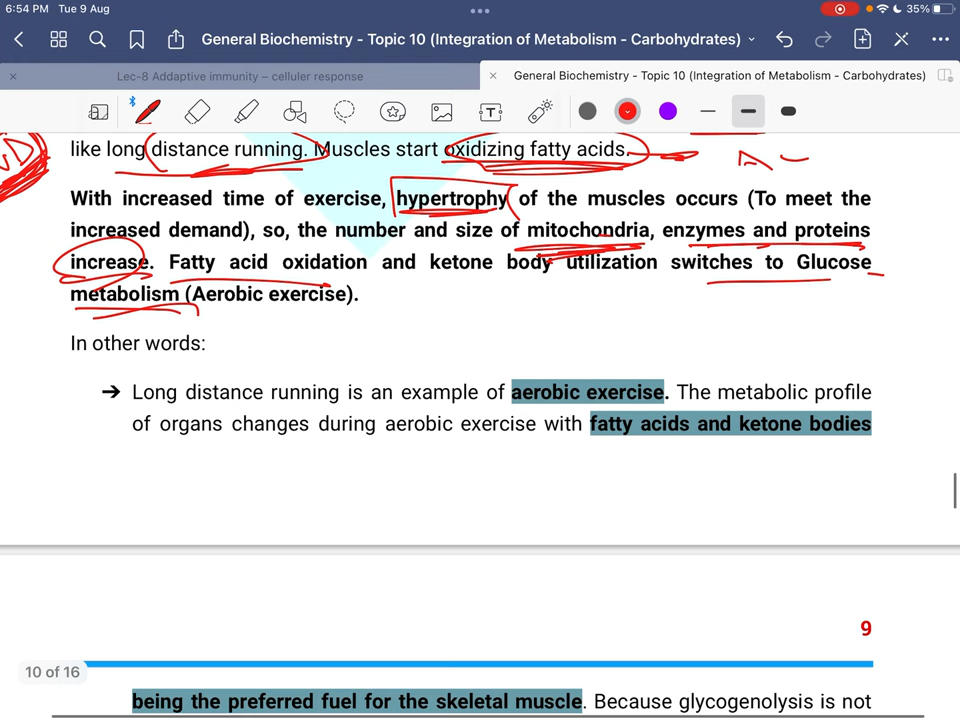 6:54 PM Tue 9 Aug
35%
General Biochemistry - Topic 10 (Integration of Metabolism - Carbohydrates)
Lec-8 Addaptive immunity – celluler response
General Biochemistry - Topic 10 (Integration of Metabolism - Carbohydrates)
like long distance running. Muscles start oxidizing fatty acids.
With increased time of exercise, hypertrophy of the muscles occurs (To meet the
increased demand), so, the number and size of mitochondria, enzymes and proteins
increase. Fatty acid oxidation and ketone body utilization switches to Glucose
metabolism (Aerobic exercise).
In other words:
➔ Long distance running is an example of aerobic exercise. The metabolic profile
of organs changes during aerobic exercise with fatty acids and ketone bodies
9
10 of 16
being the preferred fuel for the skeletal muscle. Because glycogenolysis is not